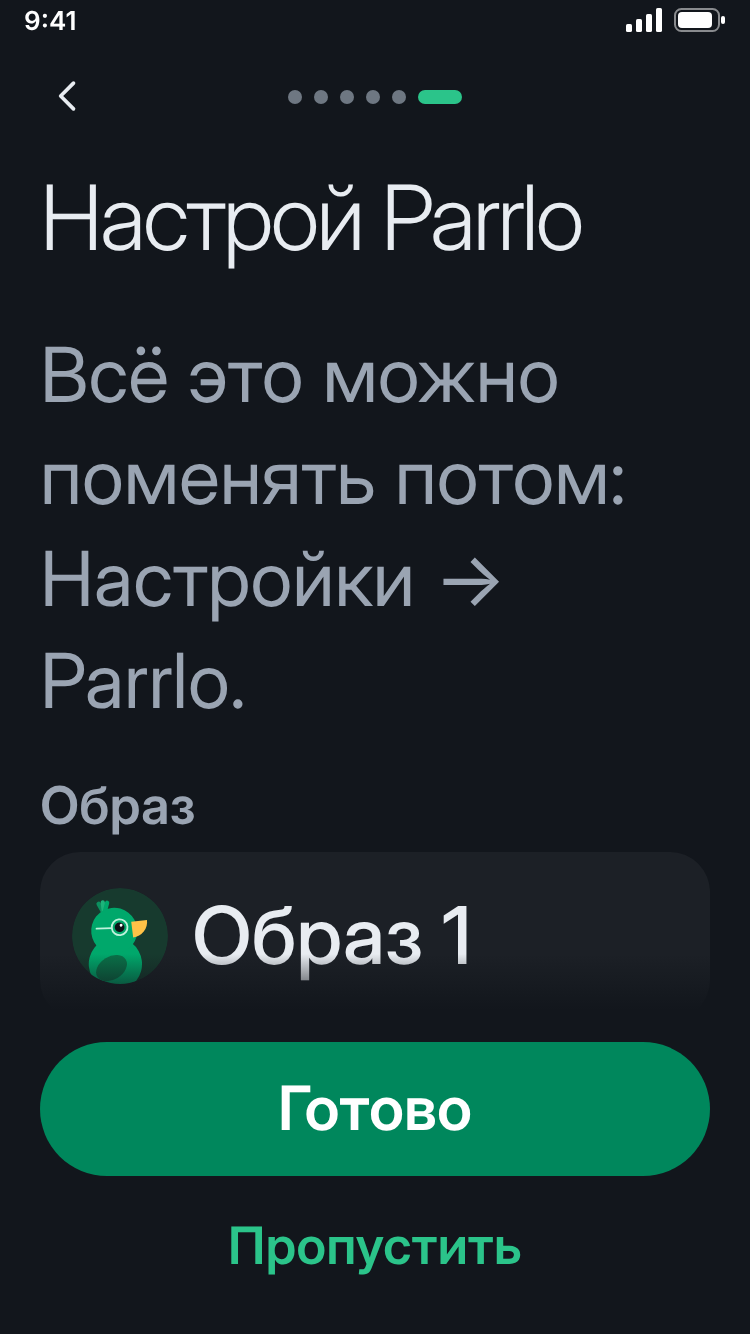 9:41
Настрой Parrlo
Всё это можно
поменять потом:
Настройки →
Parrlo.
Образ
Образ 1
Готово
Пропустить